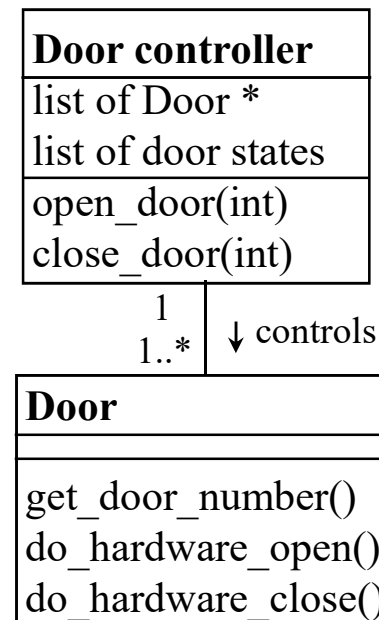 Door controller
list of Door *
list of door states
open_door(int)
close_door(int)
1
1..*
↓ controls
Door
get_door_number()
do_hardware_open()
do_hardware_close()